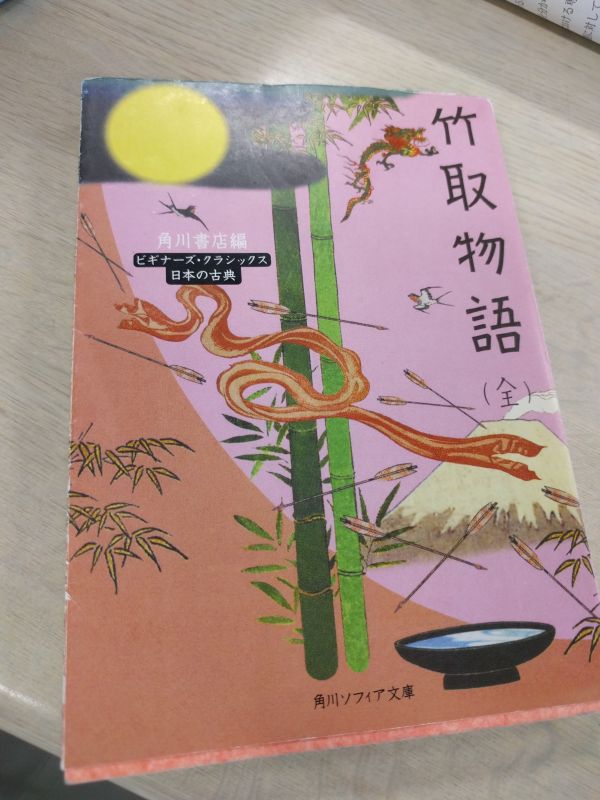 竹取物語
(全)
角川書店編
ビギナーズ・クラシックス
日本の古典
角川ソフィア文庫